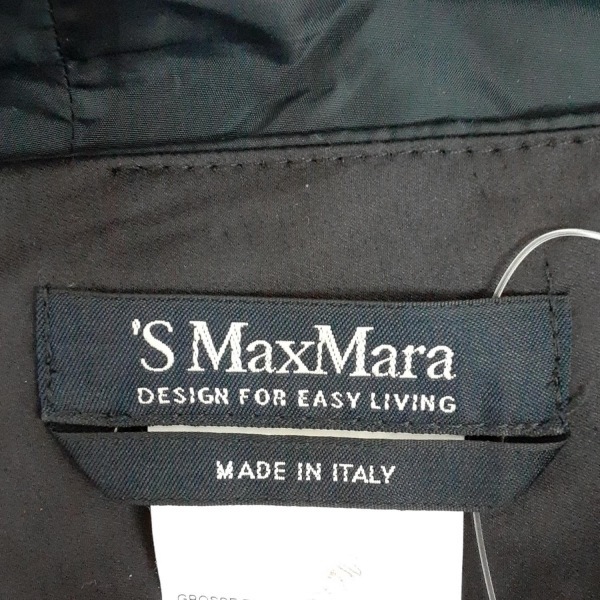 'S MaxMara
DESIGN FOR EASY LIVING
MADE IN ITALY